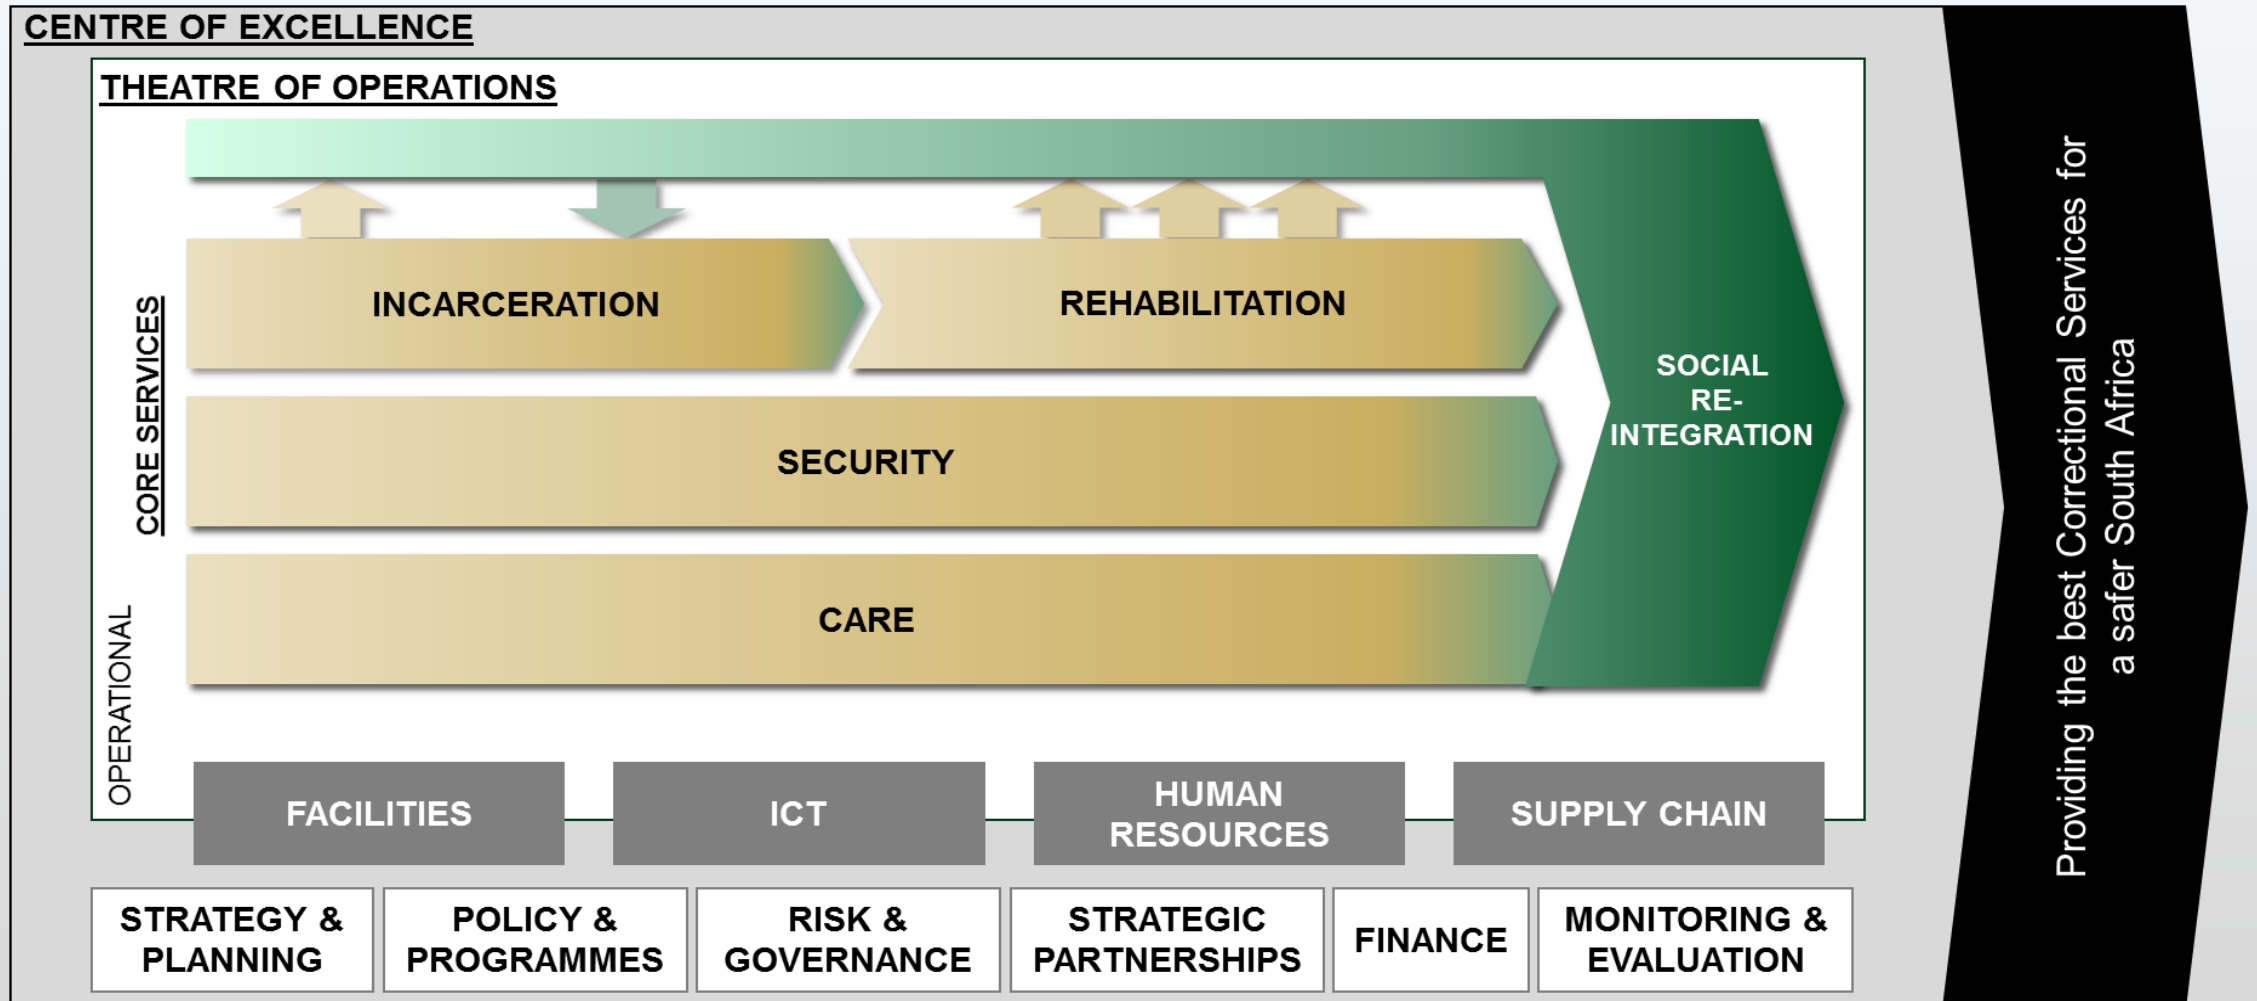 CENTRE OF EXCELLENCE
THEATRE OF OPERATIONS
CORE SERVICES
OPERATIONAL
INCARCERATION
REHABILITATION
SECURITY
CARE
SOCIAL
RE-
INTEGRATION
FACILITIES
ICT
HUMAN
RESOURCES
SUPPLY CHAIN
STRATEGY &
PLANNING
POLICY &
PROGRAMMES
RISK &
GOVERNANCE
STRATEGIC
PARTNERSHIPS
FINANCE
MONITORING &
EVALUATION
Providing the best Correctional Services for
a safer South Africa